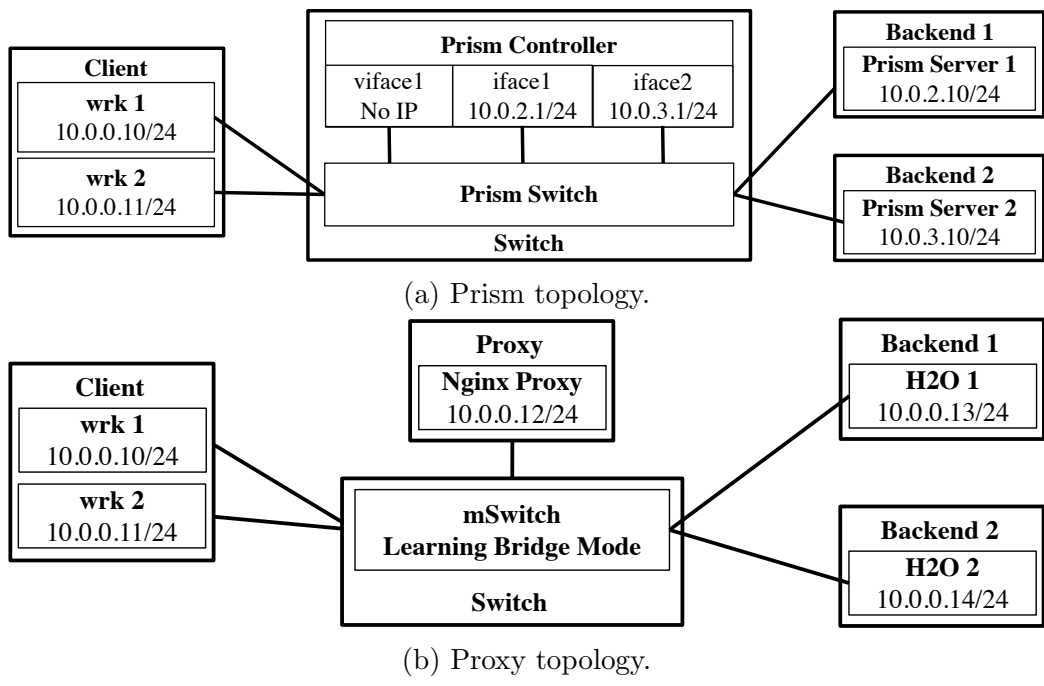 Client
wrk 1
10.0.0.10/24
wrk 2
10.0.0.11/24
Prism Controller
viface1
No IP
iface1
10.0.2.1/24
iface2
10.0.3.1/24
Prism Switch
Switch
Backend 1
Prism Server 1
10.0.2.10/24
Backend 2
Prism Server 2
10.0.3.10/24
(a) Prism topology.
Client
wrk 1
10.0.0.10/24
wrk 2
10.0.0.11/24
Proxy
Nginx Proxy
10.0.0.12/24
mSwitch
Learning Bridge Mode
Switch
Backend 1
H2O 1
10.0.0.13/24
Backend 2
H2O 2
10.0.0.14/24
(b) Proxy topology.